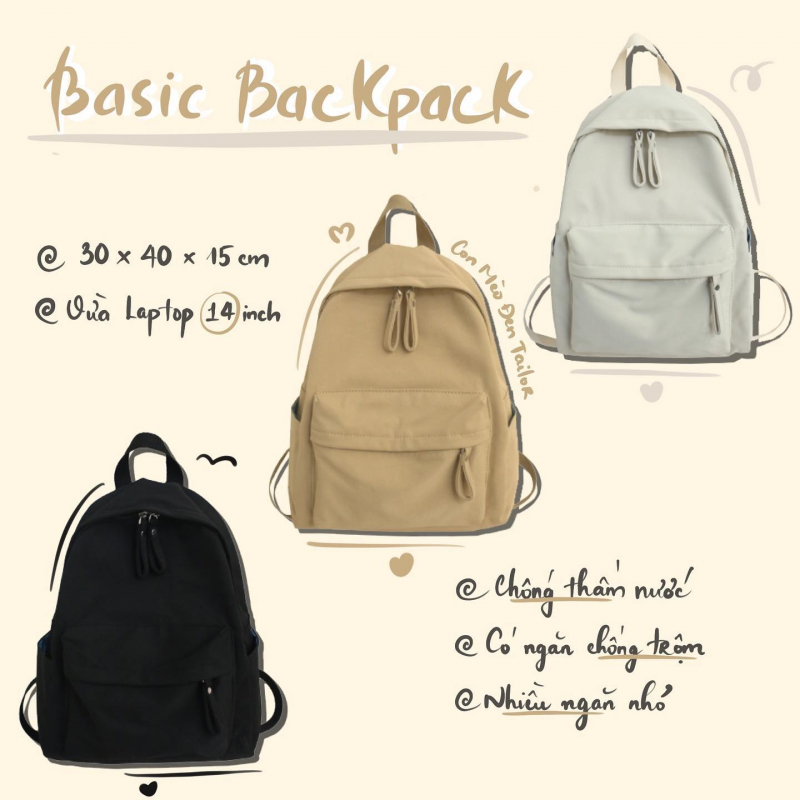 Basic Backpack
@ 30 x 40 x 15 cm
@ Vừa Laptop 14 inch
Con Mèo Đen Tailor
@ Chống thấm nước
@ Có ngăn chống trộm
@ Nhiều ngăn nhỏ